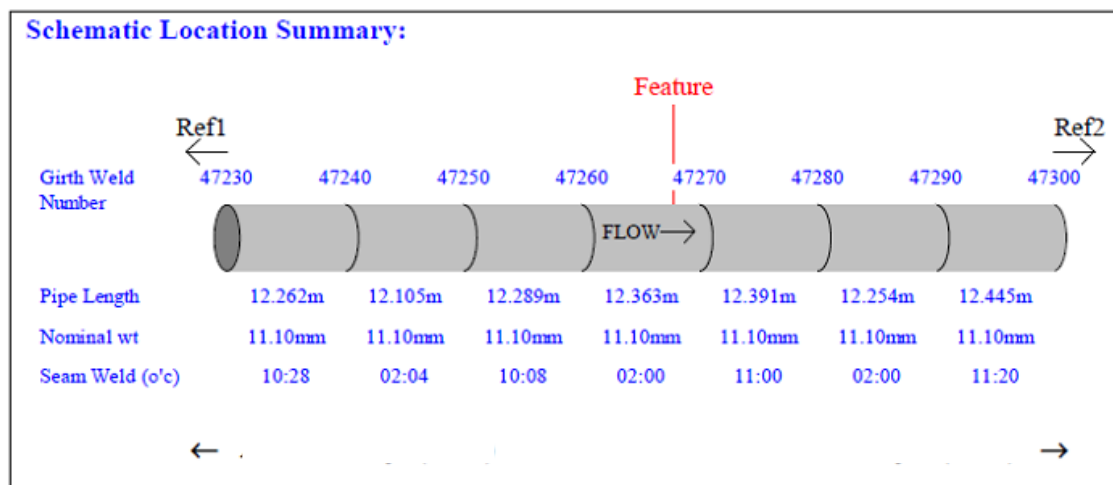 Schematic Location Summary:
Feature
Ref1 Ref2
Girth Weld Number 47230 47240 47250 47260 47270 47280 47290 47300
FLOW
Pipe Length 12.262m 12.105m 12.289m 12.363m 12.391m 12.254m 12.445m
Nominal wt 11.10mm 11.10mm 11.10mm 11.10mm 11.10mm 11.10mm 11.10mm
Seam Weld (o'c) 10:28 02:04 10:08 02:00 11:00 02:00 11:20